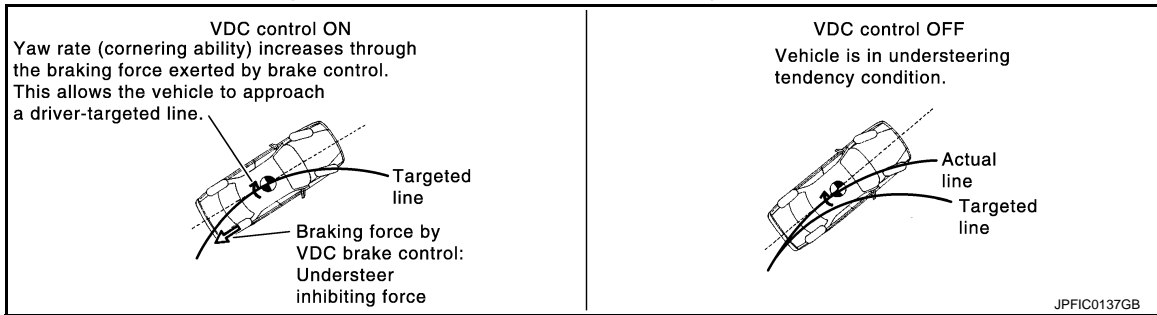 VDC control ON
Yaw rate (cornering ability) increases through
the braking force exerted by brake control.
This allows the vehicle to approach
a driver-targeted line.
Targeted
line
Braking force by
VDC brake control:
Understeer
inhibiting force
VDC control OFF
Vehicle is in understeering
tendency condition.
Actual
line
Targeted
line
JPFIC0137GB